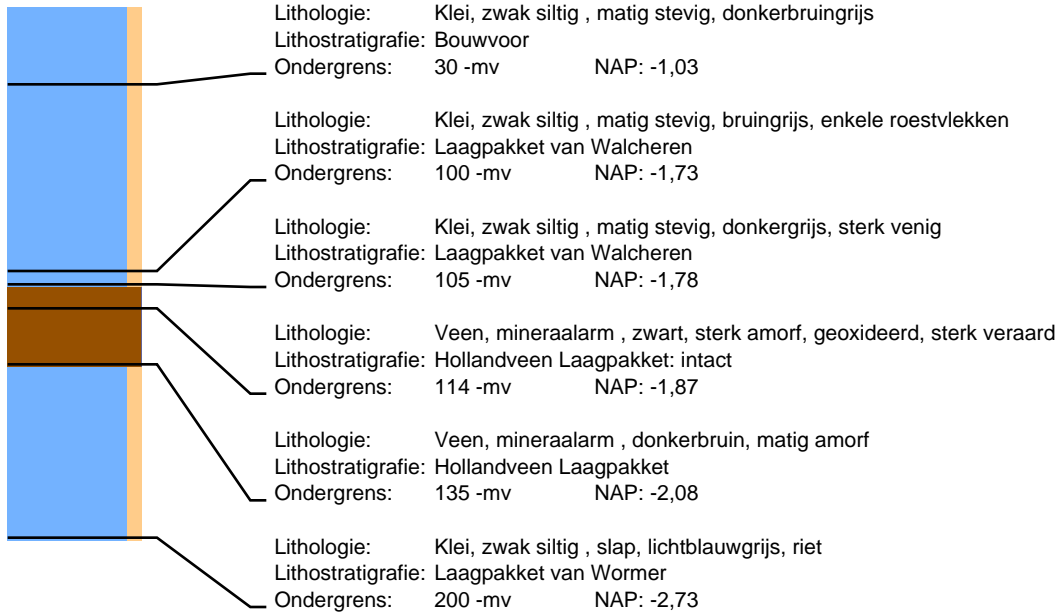 Lithologie: Klei, zwak siltig , matig stevig, donkerbruingrijs
Lithostratigrafie: Bouwvoor
Ondergrens: 30 -mv NAP: -1,03
Lithologie: Klei, zwak siltig , matig stevig, bruingrijs, enkele roestvlekken
Lithostratigrafie: Laagpakket van Walcheren
Ondergrens: 100 -mv NAP: -1,73
Lithologie: Klei, zwak siltig , matig stevig, donkergrijs, sterk venig
Lithostratigrafie: Laagpakket van Walcheren
Ondergrens: 105 -mv NAP: -1,78
Lithologie: Veen, mineraalarm , zwart, sterk amorf, geoxideerd, sterk veraard
Lithostratigrafie: Hollandveen Laagpakket: intact
Ondergrens: 114 -mv NAP: -1,87
Lithologie: Veen, mineraalarm , donkerbruin, matig amorf
Lithostratigrafie: Hollandveen Laagpakket
Ondergrens: 135 -mv NAP: -2,08
Lithologie: Klei, zwak siltig , slap, lichtblauwgrijs, riet
Lithostratigrafie: Laagpakket van Wormer
Ondergrens: 200 -mv NAP: -2,73